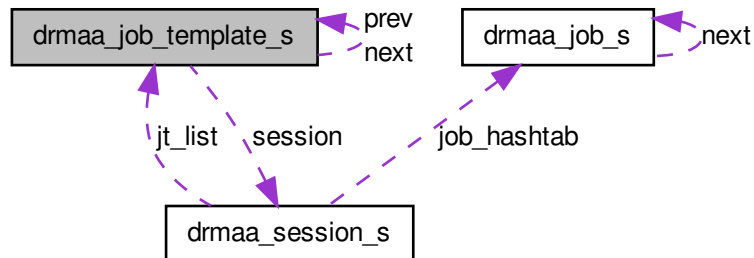 drmaa_job_template_s
prev
next
drmaa_job_s
next
jt_list
session
job_hashtab
drmaa_session_s